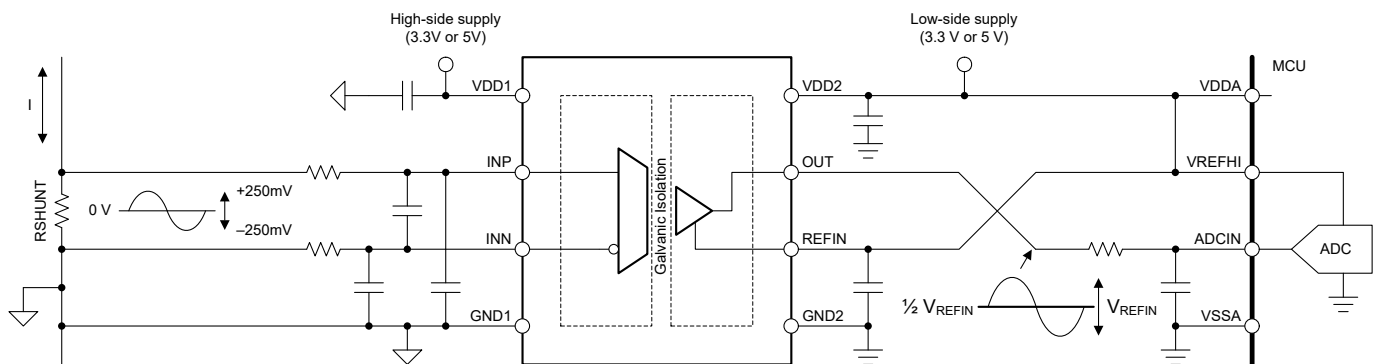 High-side supply
(3.3V or 5V)
Low-side supply
(3.3 V or 5 V)
MCU
VDD1
VDD2
VDDA
I
INP
OUT
VREFHI
RSHUNT
0 V
+250mV
–250mV
Galvanic Isolation
INN
REFIN
ADCIN
ADC
½ VREFIN
VREFIN
GND1
GND2
VSSA